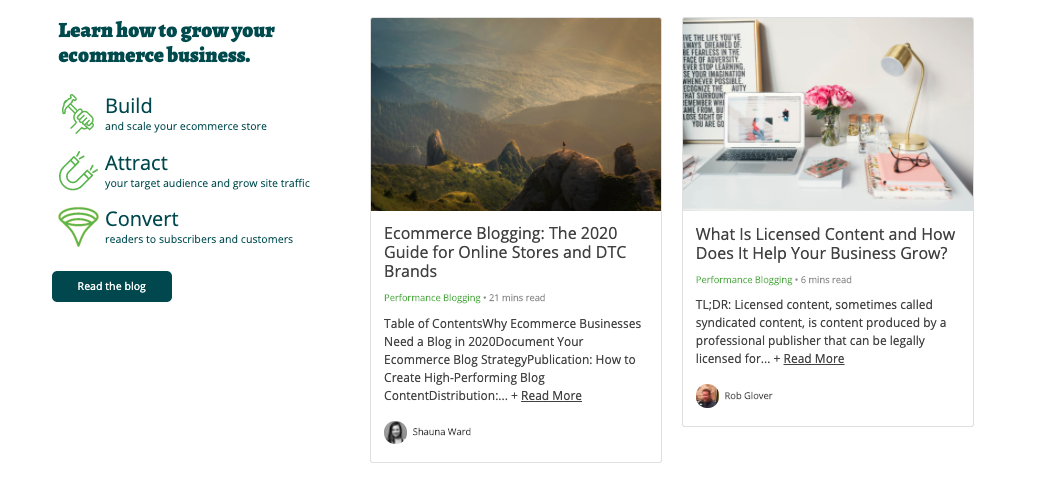 Learn how to grow your
ecommerce business.
Build
and scale your ecommerce store
Attract
your target audience and grow site traffic
Convert
readers to subscribers and customers
Read the blog
Ecommerce Blogging: The 2020
Guide for Online Stores and DTC
Brands
Performance Blogging • 21 mins read
Table of ContentsWhy Ecommerce Businesses
Need a Blog in 2020Document Your
Ecommerce Blog StrategyPublication: How to
Create High-Performing Blog
ContentDistribution:... + Read More
Shauna Ward
IVE THE LIFE YOU'VE
LWAYS DREAMED OF.
BE FEARLESS IN THE
FACE OF ADVERSITY.
EVER STOP LEARNING.
SE YOUR IMAGINATION
WHENEVER POSSIBLE.
ECOGNIZE THE AUTY
THAT SURROUN
REMEMBER WHE
AME FROM, BU
LOSE SIGHT OF
YOU ARE GO
What Is Licensed Content and How
Does It Help Your Business Grow?
Performance Blogging • 6 mins read
TL;DR: Licensed content, sometimes called
syndicated content, is content produced by a
professional publisher that can be legally
licensed for... + Read More
Rob Glover